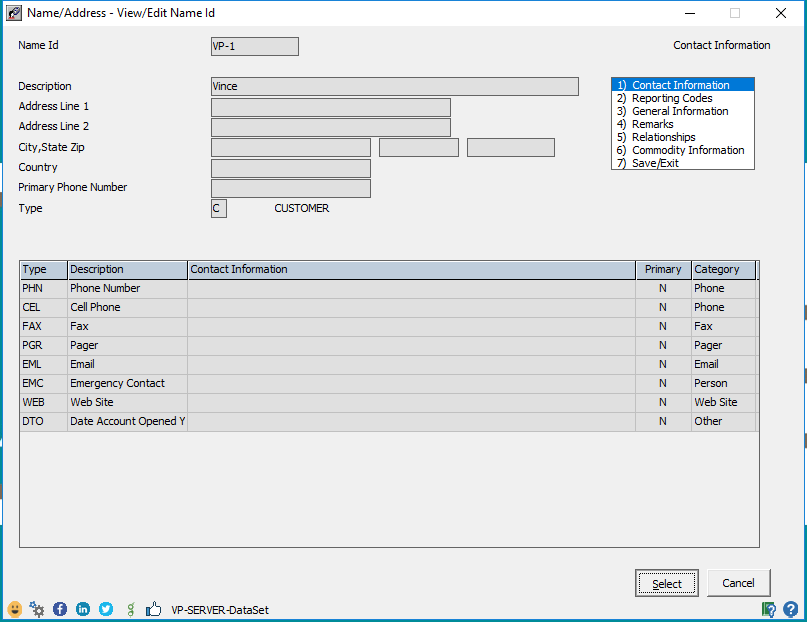 Name/Address - View/Edit Name Id
Name Id VP-1 Contact Information
Description Vince
Address Line 1
Address Line 2
City,State Zip
Country
Primary Phone Number
Type C CUSTOMER
1) Contact Information
2) Reporting Codes
3) General Information
4) Remarks
5) Relationships
6) Commodity Information
7) Save/Exit
Type Description Contact Information Primary Category
PHN Phone Number N Phone
CEL Cell Phone N Phone
FAX Fax N Fax
PGR Pager N Pager
EML Email N Email
EMC Emergency Contact N Person
WEB Web Site N Web Site
DTO Date Account Opened Y N Other
Select Cancel
VP-SERVER-DataSet